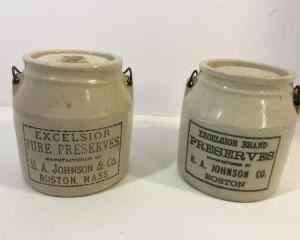 EXCELSIOR
PURE PRESERVES
MANUFACTURED BY
H. A. JOHNSON & CO.
BOSTON, MASS.
EXCELSIOR BRAND
PRESERVES
MANUFACTURED BY
H. A. JOHNSON CO.
BOSTON